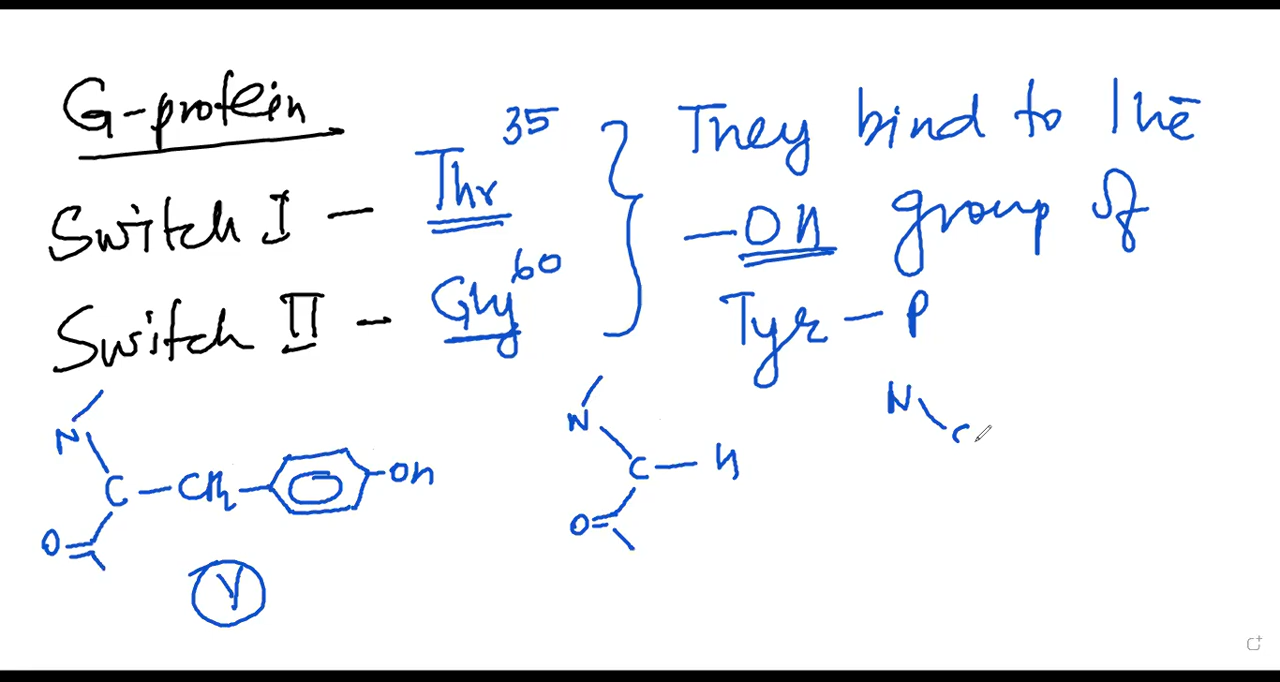 G-protein
Switch I - Thr 35
Switch II - Gly 60
They bind to the
-OH group of
Tyr-P
N
C - CH2 - OH
O
Y
N
C - H
O
N
C